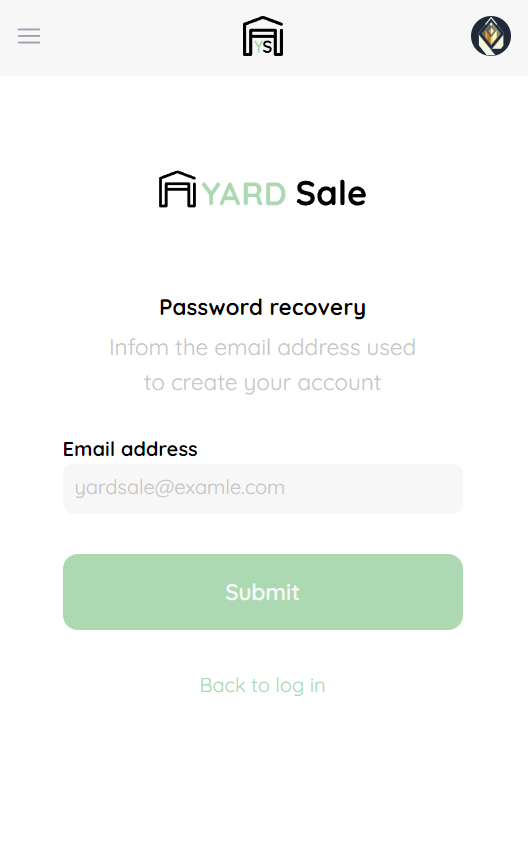 YS
YARD Sale
Password recovery
Infom the email address used
to create your account
Email address
yardsale@examle.com
Submit
Back to log in